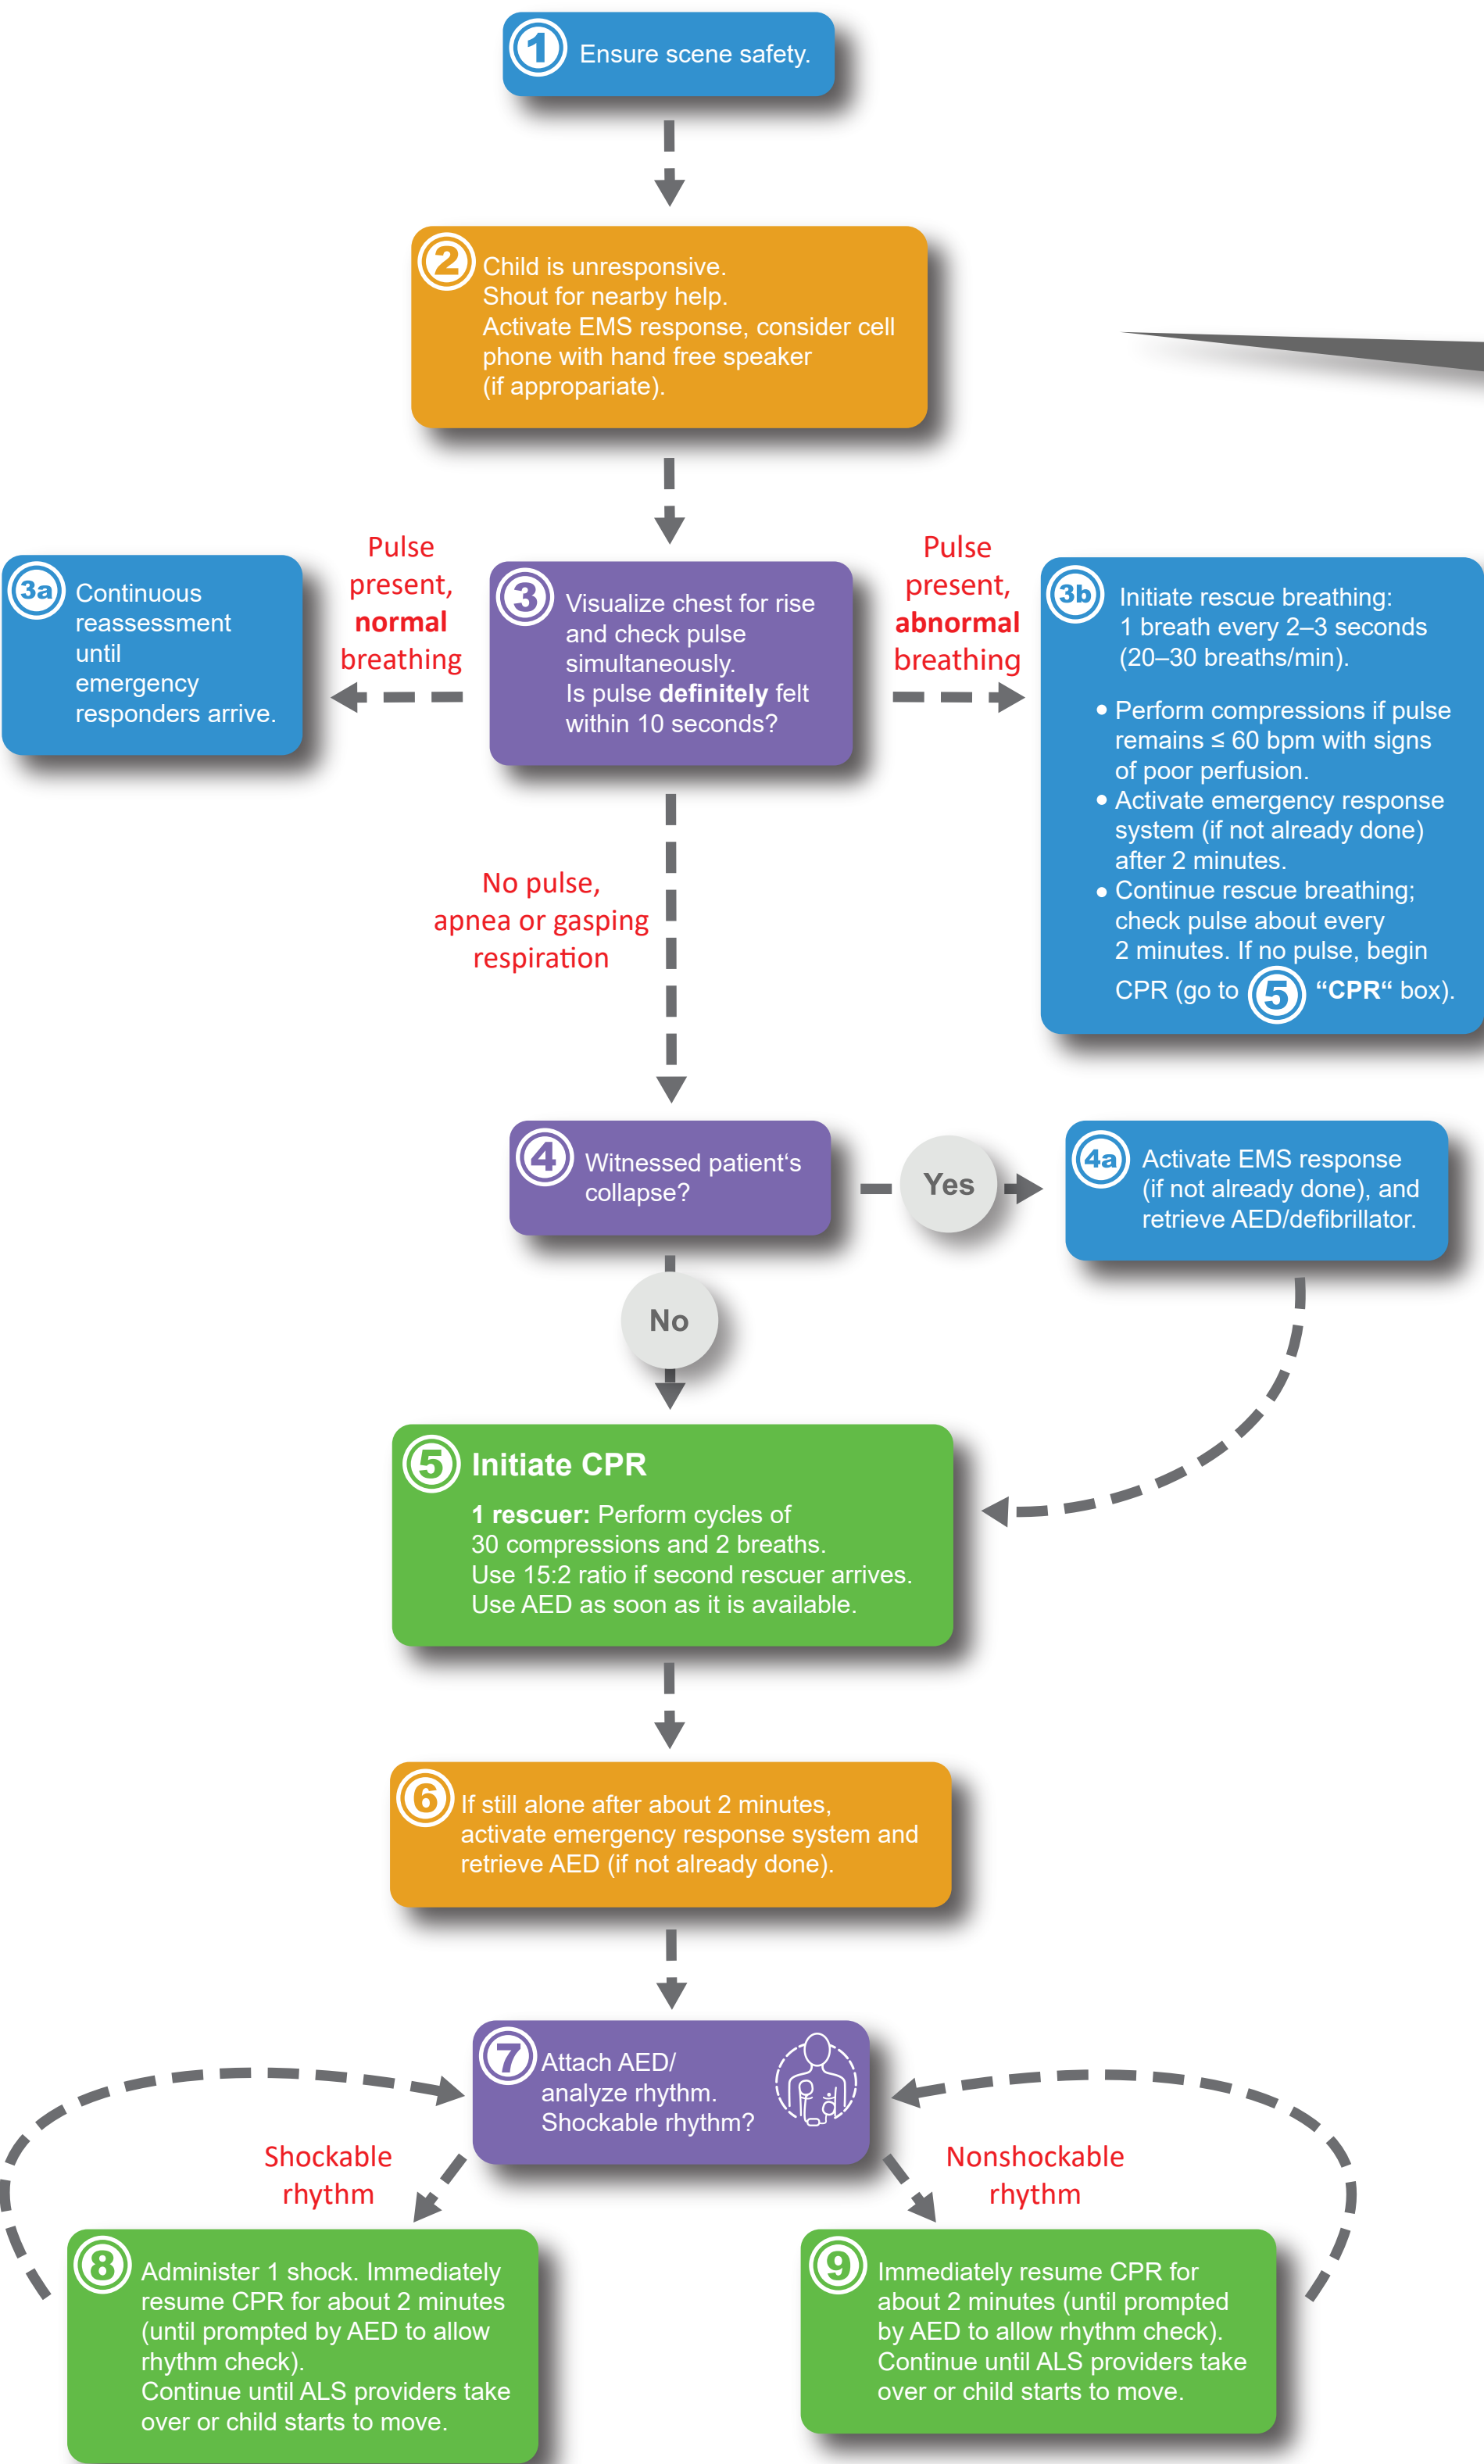 1 Ensure scene safety.
2 Child is unresponsive.
Shout for nearby help.
Activate EMS response, consider cell
phone with hand free speaker
(if appropariate).
3a Continuous
reassessment
until
emergency
responders arrive.
Pulse
present,
normal
breathing
3 Visualize chest for rise
and check pulse
simultaneously.
Is pulse definitely felt
within 10 seconds?
Pulse
present,
abnormal
breathing
3b Initiate rescue breathing:
1 breath every 2–3 seconds
(20–30 breaths/min).
• Perform compressions if pulse
remains ≤ 60 bpm with signs
of poor perfusion.
• Activate emergency response
system (if not already done)
after 2 minutes.
• Continue rescue breathing;
check pulse about every
2 minutes. If no pulse, begin
CPR (go to 5 “CPR“ box).
No pulse,
apnea or gasping
respiration
4 Witnessed patient‘s
collapse?
Yes
4a Activate EMS response
(if not already done), and
retrieve AED/defibrillator.
No
5 Initiate CPR
1 rescuer: Perform cycles of
30 compressions and 2 breaths.
Use 15:2 ratio if second rescuer arrives.
Use AED as soon as it is available.
6 If still alone after about 2 minutes,
activate emergency response system and
retrieve AED (if not already done).
7 Attach AED/
analyze rhythm.
Shockable rhythm?
Shockable
rhythm
Nonshockable
rhythm
8 Administer 1 shock. Immediately
resume CPR for about 2 minutes
(until prompted by AED to allow
rhythm check).
Continue until ALS providers take
over or child starts to move.
9 Immediately resume CPR for
about 2 minutes (until prompted
by AED to allow rhythm check).
Continue until ALS providers take
over or child starts to move.